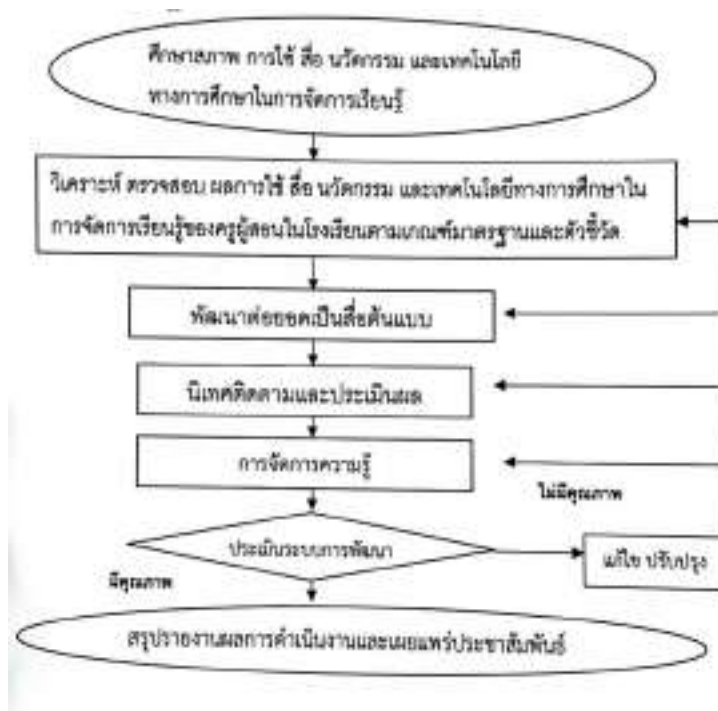 ศึกษาสภาพ การใช้ สื่อ นวัตกรรม และเทคโนโลยี
ทางการศึกษาในการจัดการเรียนรู้
วิเคราะห์ ตรวจสอบ ผลการใช้ สื่อ นวัตกรรม และเทคโนโลยีทางการศึกษาใน
การจัดการเรียนรู้ของครูผู้สอนในโรงเรียนตามเกณฑ์มาตรฐานและตัวชี้วัด
พัฒนาต่อยอดเป็นสื่อต้นแบบ
นิเทศติดตามและประเมินผล
การจัดการความรู้
ไม่มีคุณภาพ
ประเมินระบบการพัฒนา
แก้ไข ปรับปรุง
มีคุณภาพ
สรุปรายงานผลการดำเนินงานและเผยแพร่ประชาสัมพันธ์